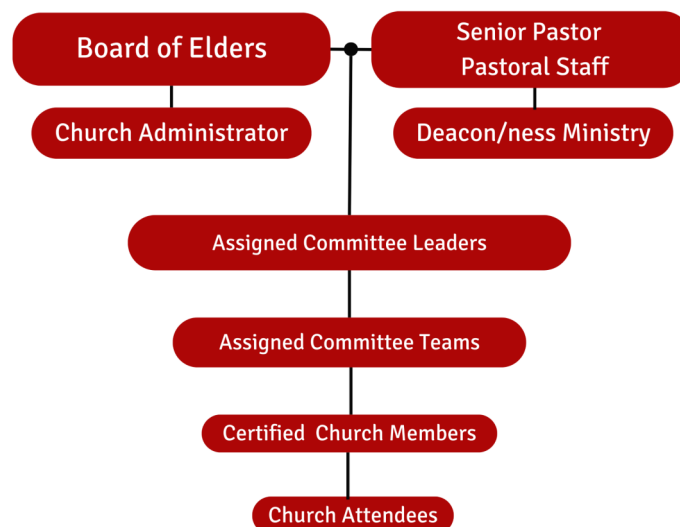 Board of Elders
Senior Pastor
Pastoral Staff
Church Administrator
Deacon/ness Ministry
Assigned Committee Leaders
Assigned Committee Teams
Certified Church Members
Church Attendees